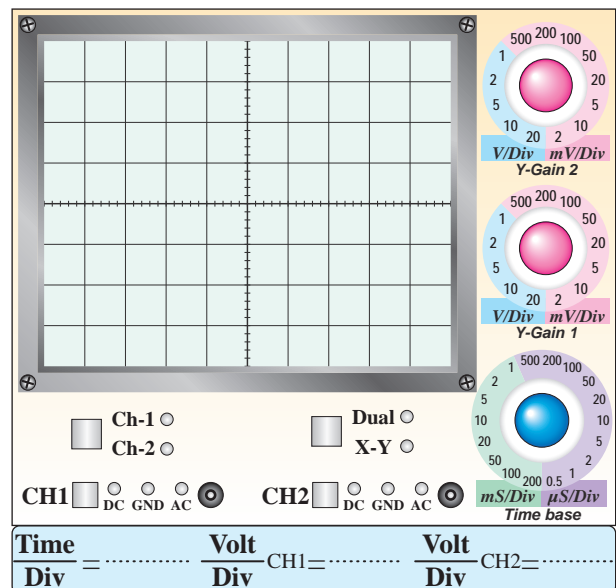 500 200 100
1 50
2 20
5 5
10 10
20 2
V/Div mV/Div
Y-Gain 2
500 200 100
1 50
2 20
5 5
10 10
20 2
V/Div mV/Div
Y-Gain 1
500 200 100
1 50
2 20
5 10
10 5
20 2
50 1
100 0.5
200
mS/Div µS/Div
Time base
Ch-1
Ch-2
Dual
X-Y
CH1 DC GND AC
CH2 DC GND AC
Time/Div = ............ Volt/Div CH1= ............ Volt/Div CH2= ............